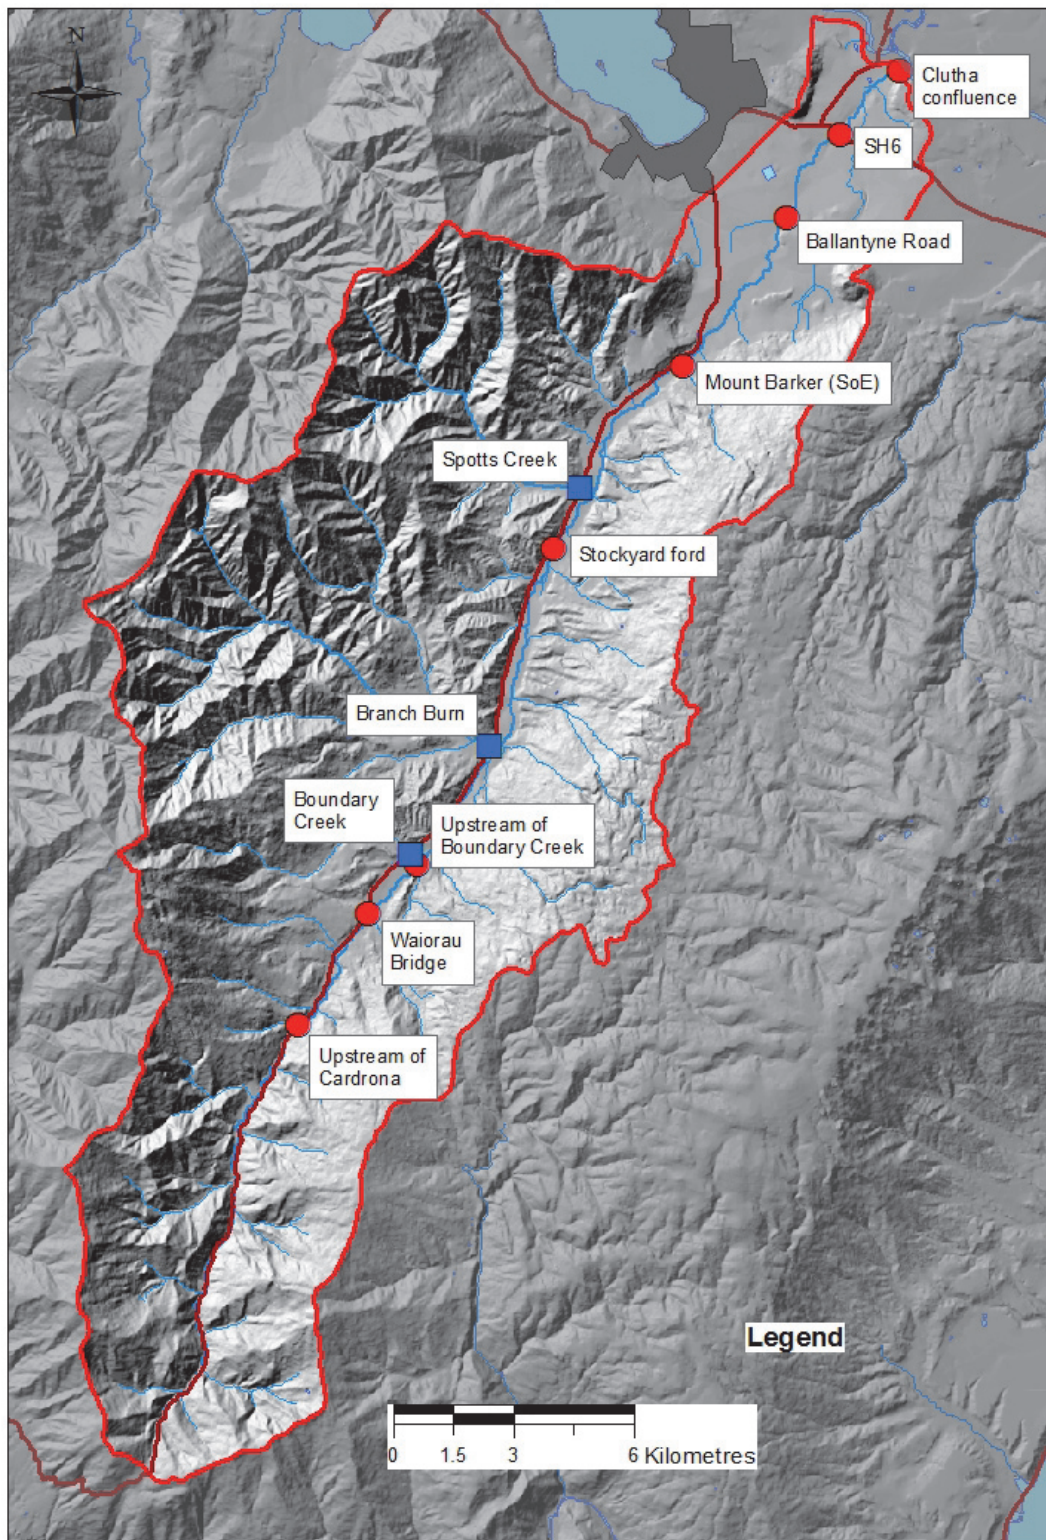 N
Clutha
confluence
SH6
Ballantyne Road
Mount Barker (SoE)
Spotts Creek
Stockyard ford
Branch Burn
Boundary
Creek
Upstream of
Boundary Creek
Waiorau
Bridge
Upstream of
Cardrona
Legend
0 1.5 3 6 Kilometres